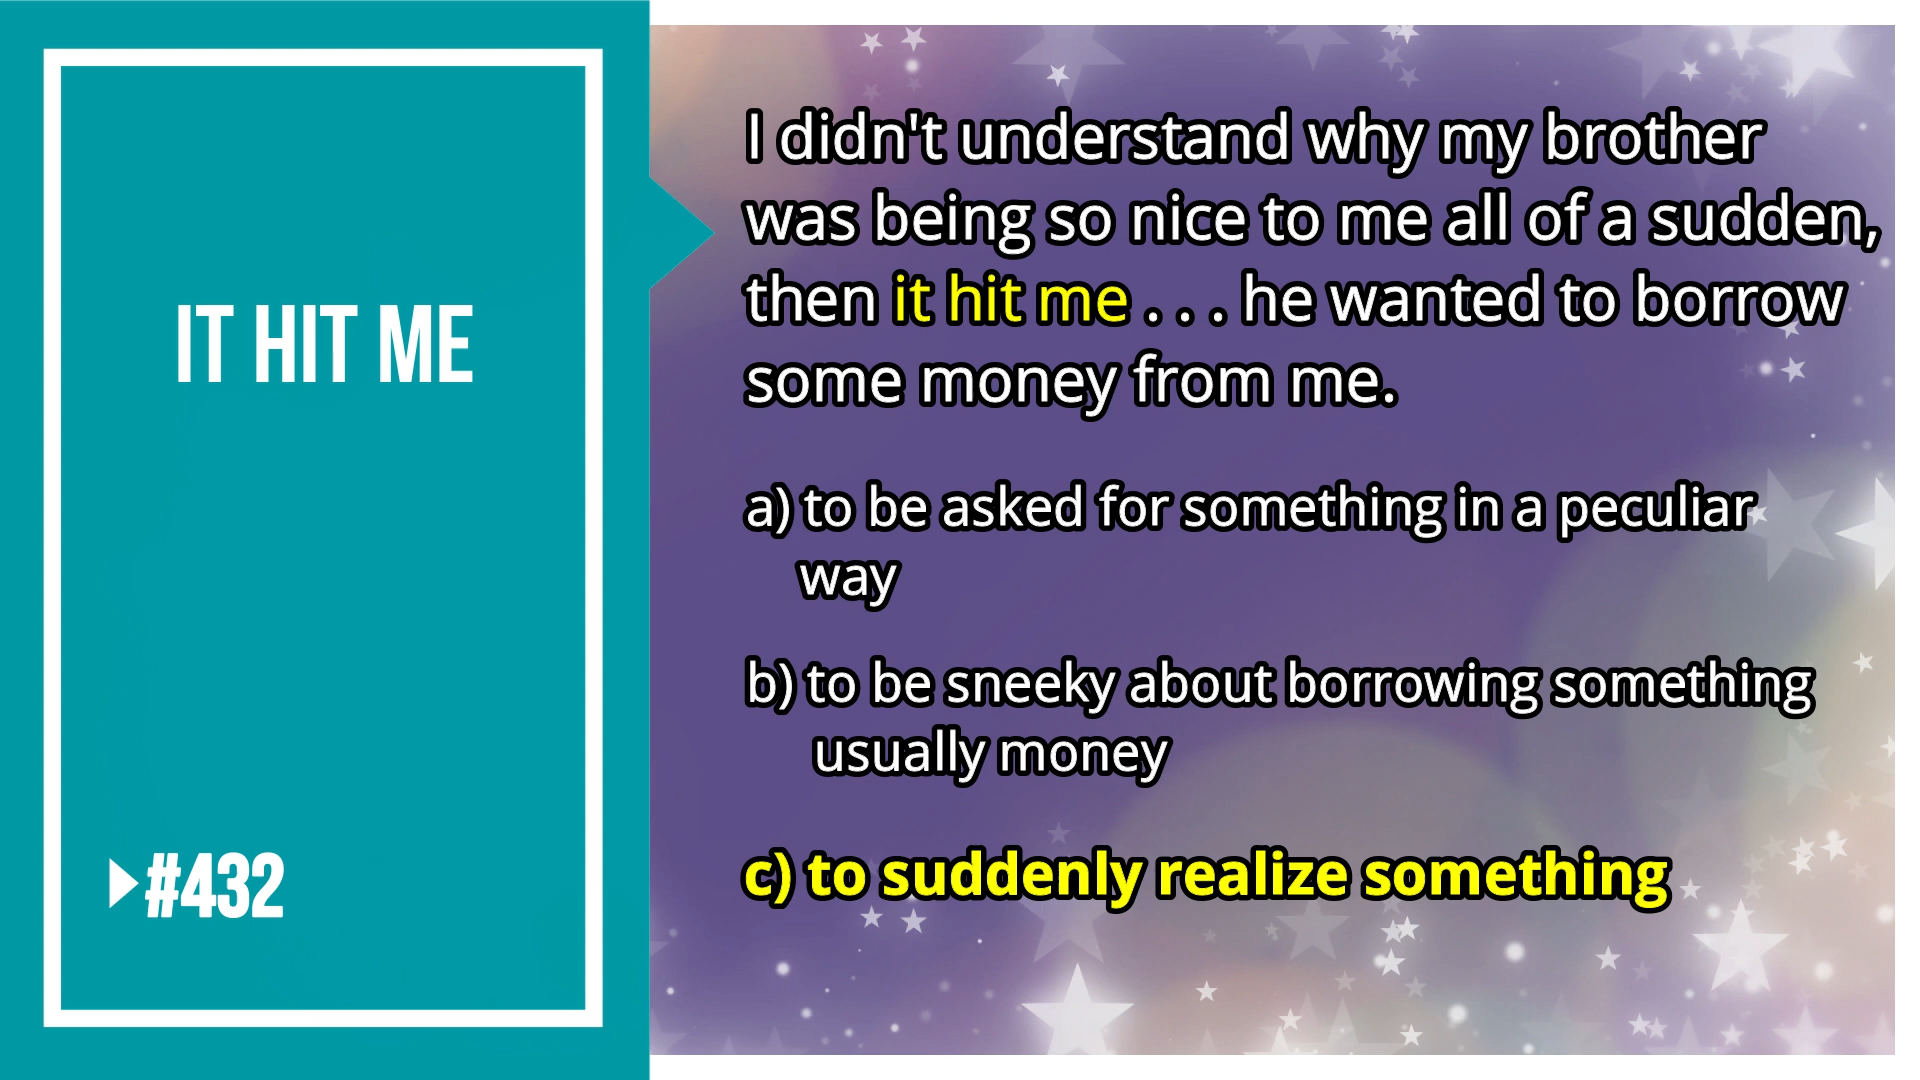 IT HIT ME
#432
I didn't understand why my brother
was being so nice to me all of a sudden,
then it hit me . . . he wanted to borrow
some money from me.
a) to be asked for something in a peculiar
way
b) to be sneeky about borrowing something
usually money
c) to suddenly realize something